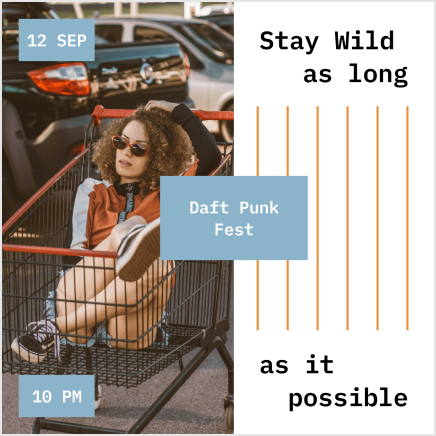 12 SEP
Stay Wild
as long
Daft Punk
Fest
as it
possible
10 PM